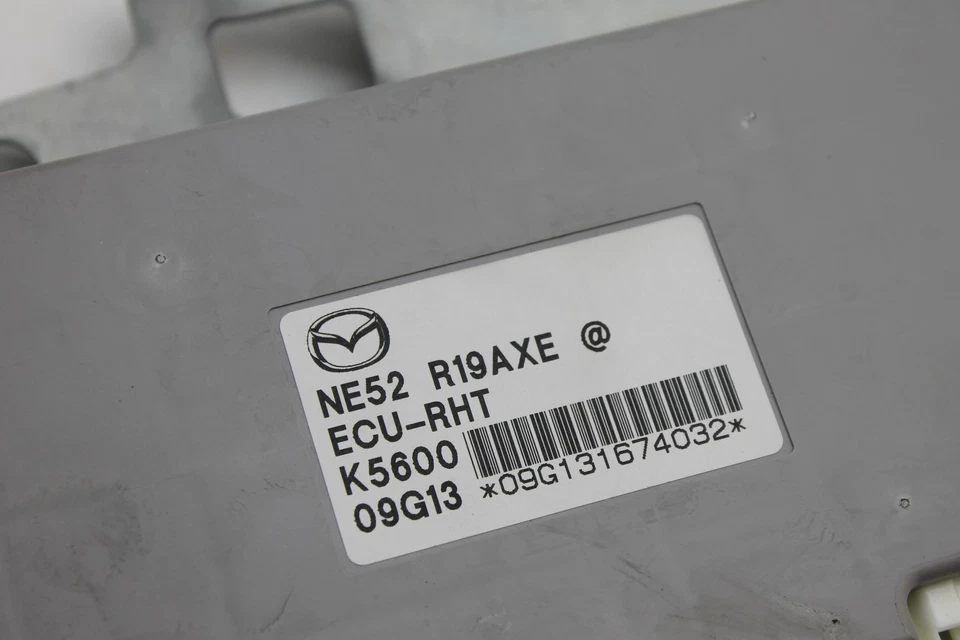 NE52 R19AXE @
ECU-RHT
K5600
09G13
*09G131674032*